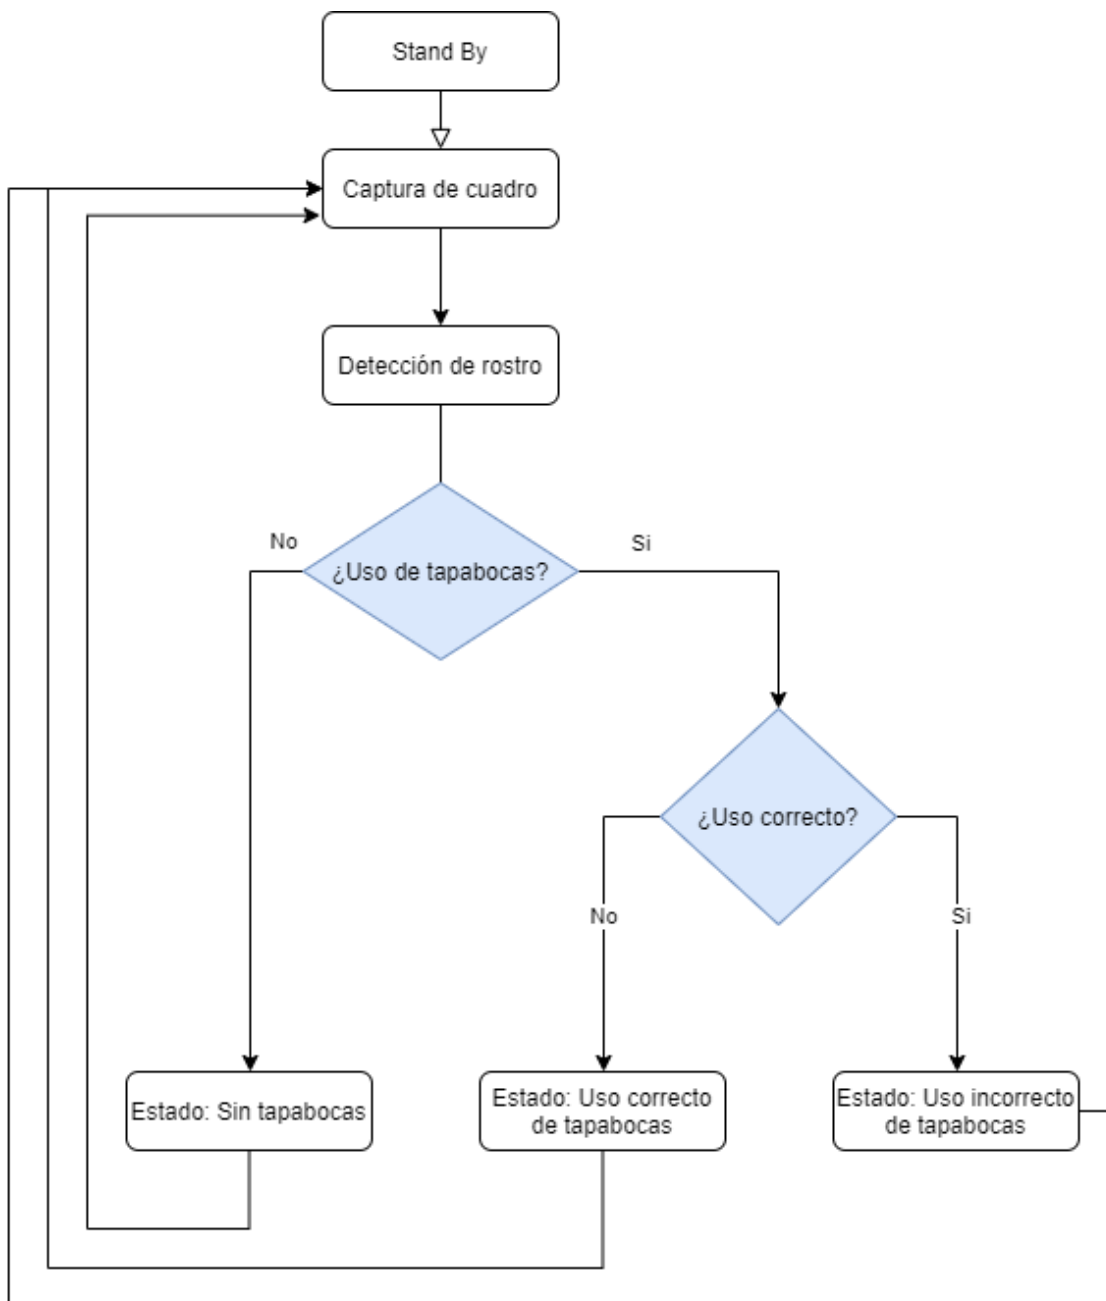 Stand By
Captura de cuadro
Detección de rostro
No
Si
¿Uso de tapabocas?
¿Uso correcto?
No
Si
Estado: Sin tapabocas
Estado: Uso correcto
de tapabocas
Estado: Uso incorrecto
de tapabocas